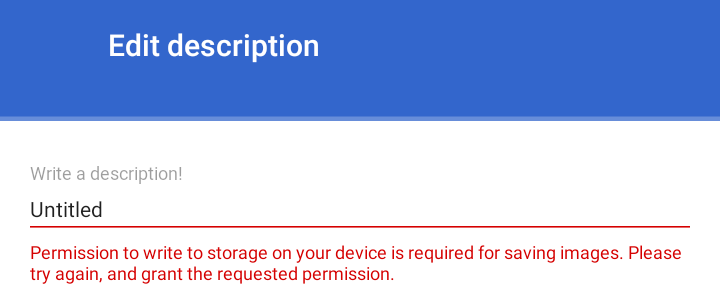 Edit description
Write a description!
Untitled
Permission to write to storage on your device is required for saving images. Please
try again, and grant the requested permission.